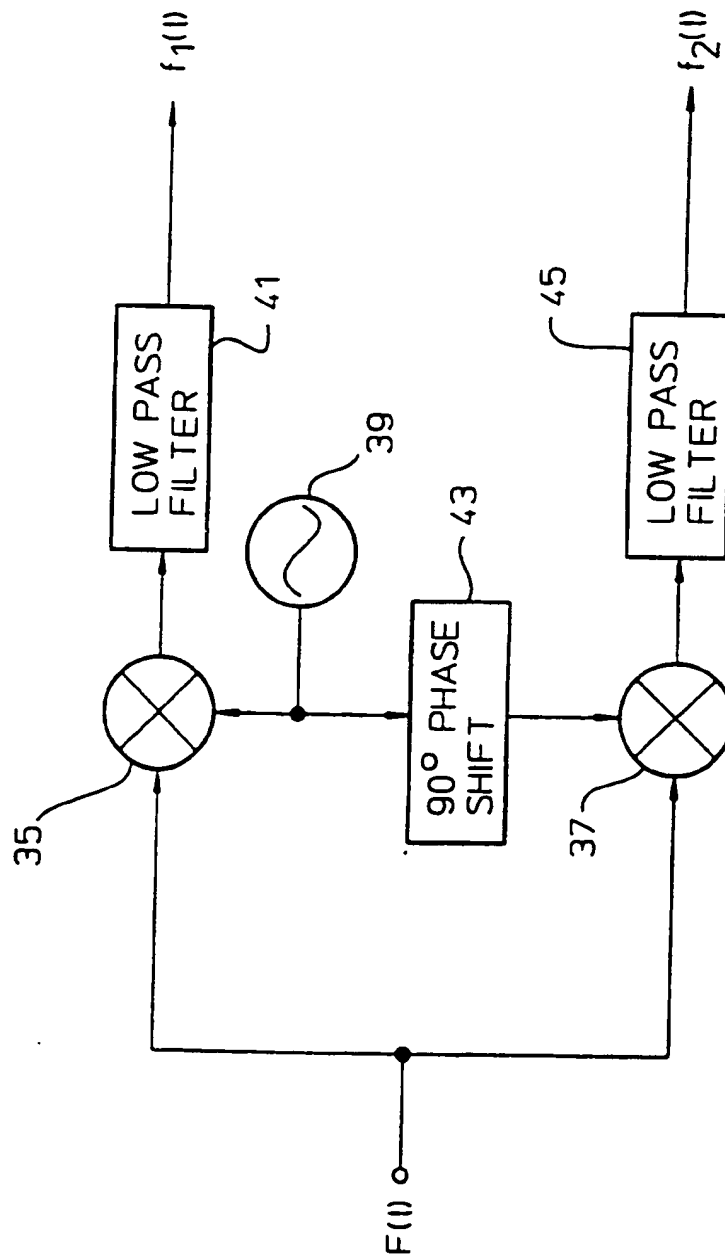 35
LOW PASS
FILTER
41
f₁(l)
39
F(l)
90° PHASE
SHIFT
43
37
LOW PASS
FILTER
45
f₂(l)